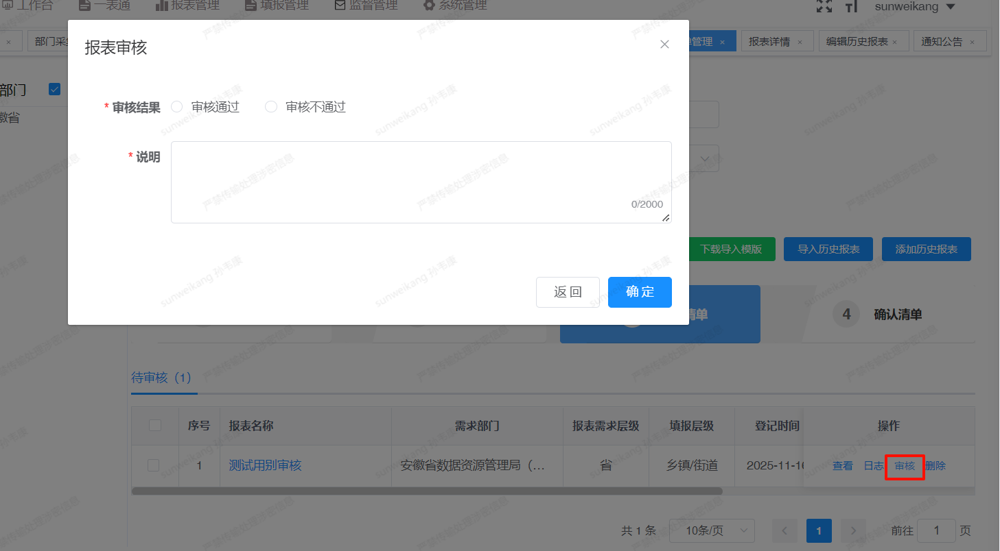 工作台 一表通 报表管理 填报管理 监督管理 系统管理 sunweikang
部门采 管理 × 报表详情 × 编辑历史报表 × 通知公告 ×
报表审核
部门
徽省
* 审核结果 审核通过 审核不通过
* 说明
0/2000
下载导入模版 导入历史报表 添加历史报表
返回 确定
清单 4 确认清单
待审核（1）
序号 报表名称 需求部门 报表需求层级 填报层级 登记时间 操作
1 测试用别审核 安徽省数据资源管理局（... 省 乡镇/街道 2025-11-16 查看 日志 审核 删除
共 1 条 10条/页 1 前往 1 页
严禁传输处理涉密信息
sunweikang 孙韦康